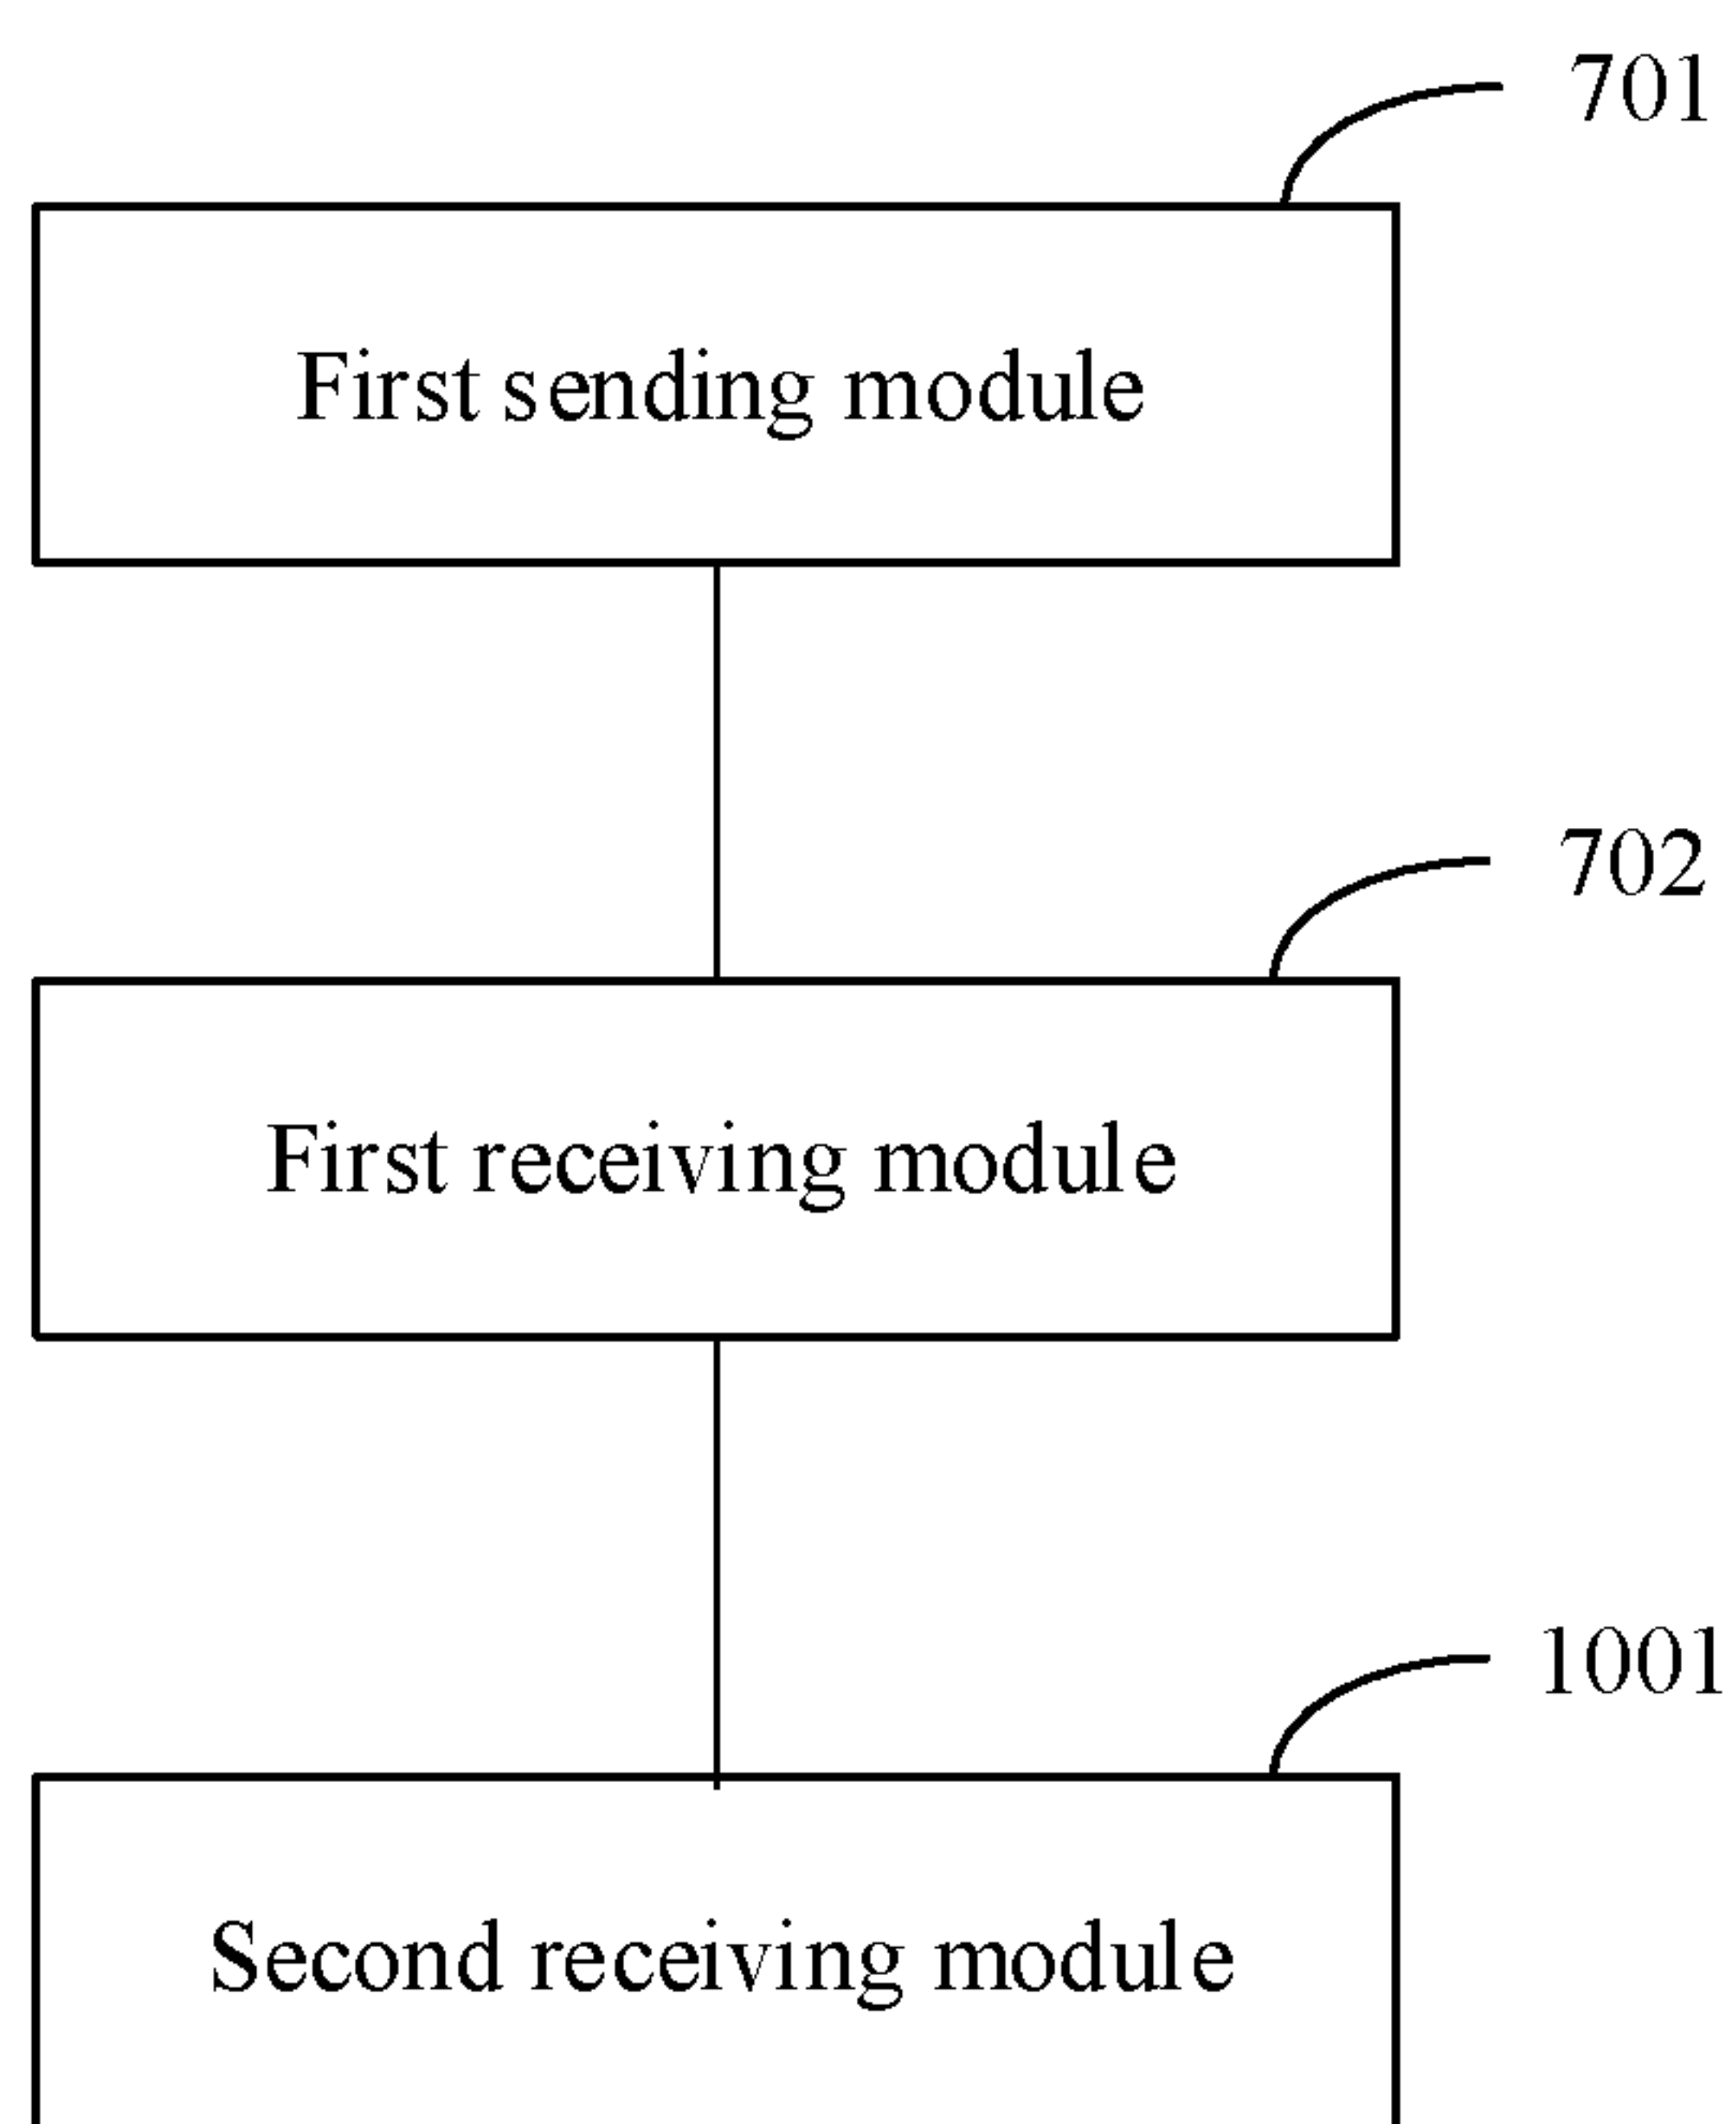 701
First sending module
702
First receiving module
1001
Second receiving module